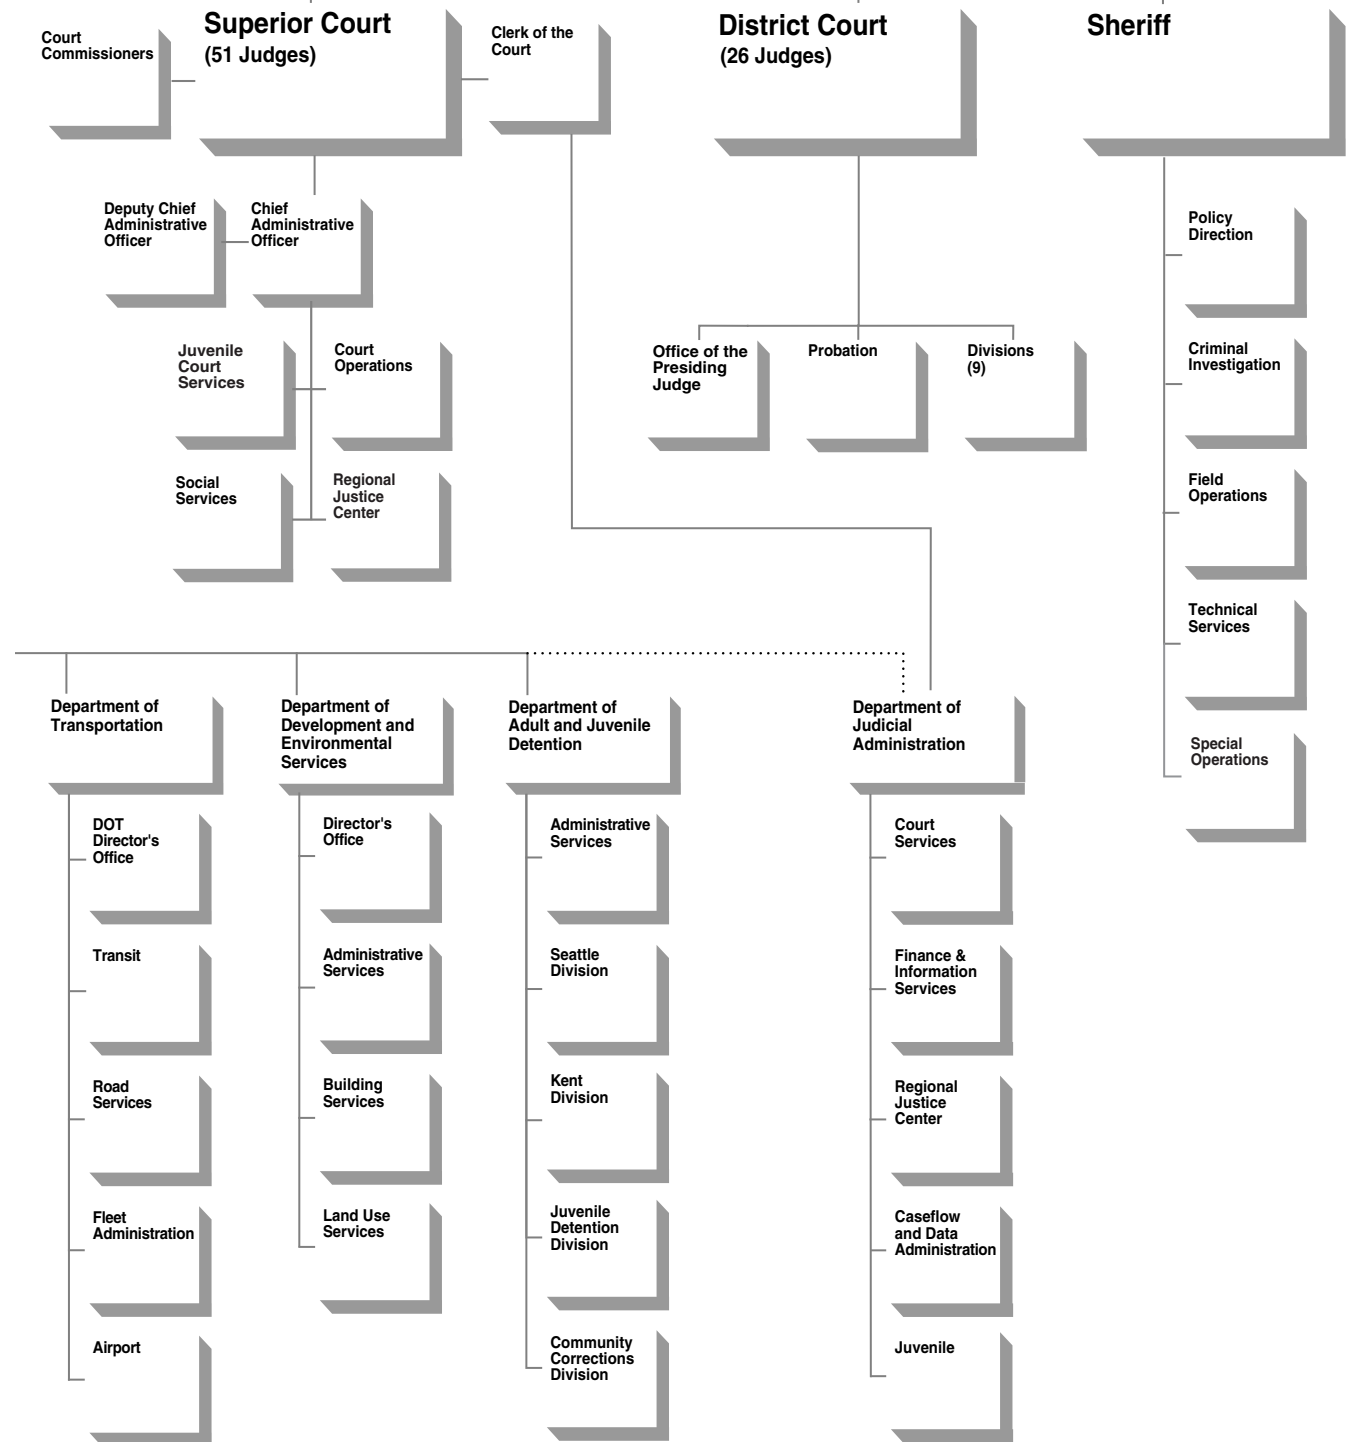 Court
Commissioners
Superior Court
(51 Judges)
Clerk of the
Court
District Court
(26 Judges)
Sheriff
Deputy Chief
Administrative
Officer
Chief
Administrative
Officer
Juvenile
Court
Services
Court
Operations
Social
Services
Regional
Justice
Center
Office of the
Presiding
Judge
Probation
Divisions
(9)
Policy
Direction
Criminal
Investigation
Field
Operations
Technical
Services
Special
Operations
Department of
Transportation
DOT
Director's
Office
Transit
Road
Services
Fleet
Administration
Airport
Department of
Development and
Environmental
Services
Director's
Office
Administrative
Services
Building
Services
Land Use
Services
Department of
Adult and Juvenile
Detention
Administrative
Services
Seattle
Division
Kent
Division
Juvenile
Detention
Division
Community
Corrections
Division
Department of
Judicial
Administration
Court
Services
Finance &
Information
Services
Regional
Justice
Center
Caseflow
and Data
Administration
Juvenile